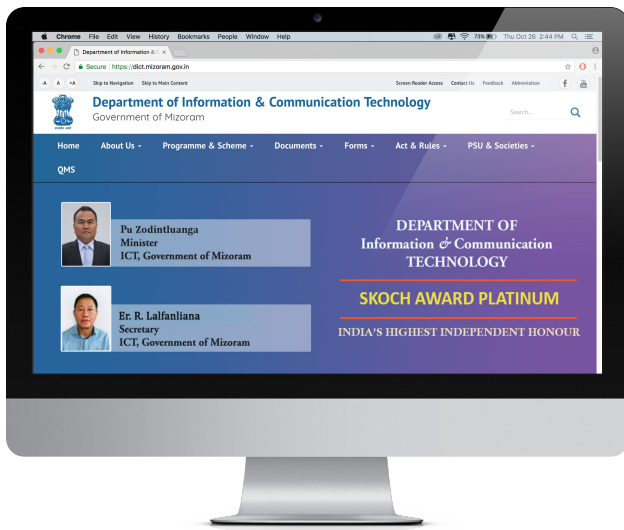 Chrome File Edit View History Bookmarks People Window Help 73% Thu Oct 26 2:44 PM
Department of Information & C
Secure https://dict.mizoram.gov.in
-A A +A Skip to Navigation Skip to Main Content Screen Reader Access Contact Us Feedback Abbreviation
Department of Information & Communication Technology
Government of Mizoram
Search...
Home About Us Programme & Scheme Documents Forms Act & Rules PSU & Societies
QMS
Pu Zodintluanga
Minister
ICT, Government of Mizoram
Er. R. Lalfanliana
Secretary
ICT, Government of Mizoram
DEPARTMENT OF
Information & Communication
TECHNOLOGY
SKOCH AWARD PLATINUM
INDIA'S HIGHEST INDEPENDENT HONOUR